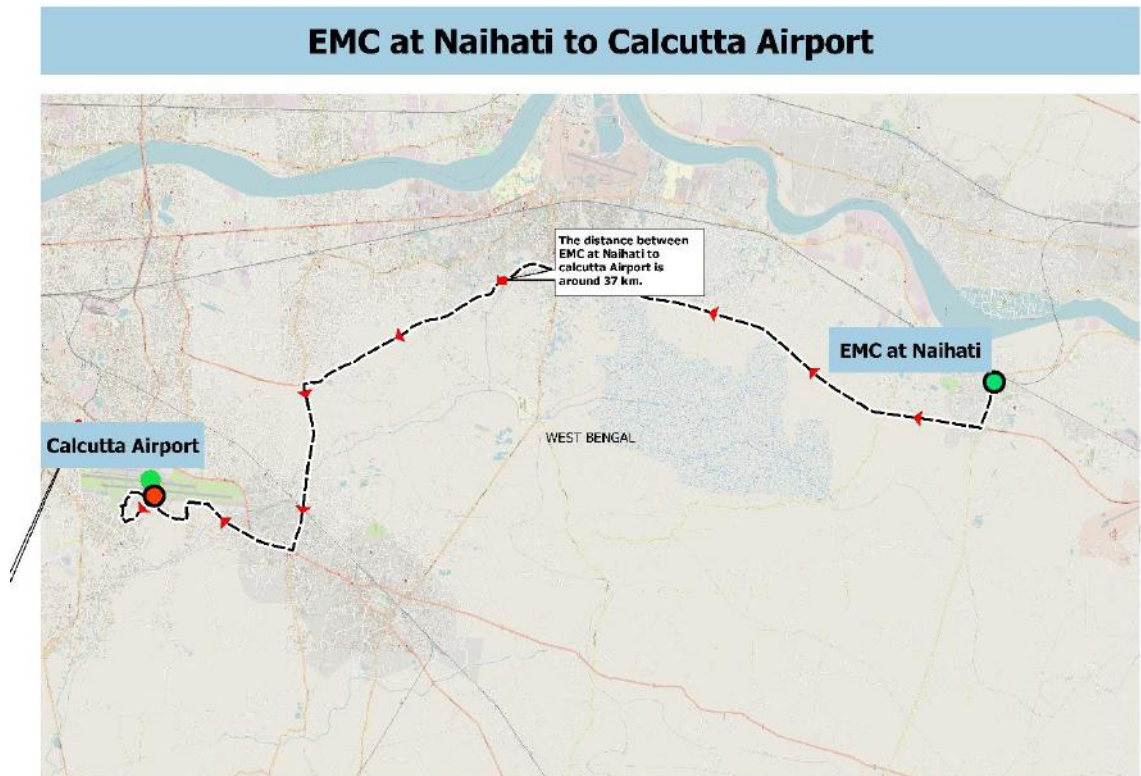 EMC at Naihati to Calcutta Airport
The distance between
EMC at Naihati to
calcutta Airport is
around 37 km.
EMC at Naihati
WEST BENGAL
Calcutta Airport